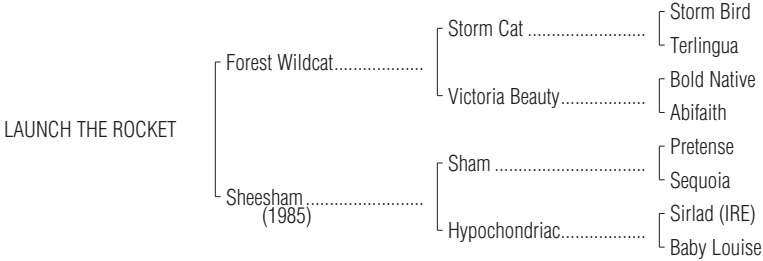 Storm Bird
Storm Cat ..........................
Terlingua
Forest Wildcat...................
Bold Native
Victoria Beauty..................
Abifaith
LAUNCH THE ROCKET
Pretense
Sham .................................
Sequoia
Sheesham .........................
(1985)
Sirlad (IRE)
Hypochondriac..................
Baby Louise